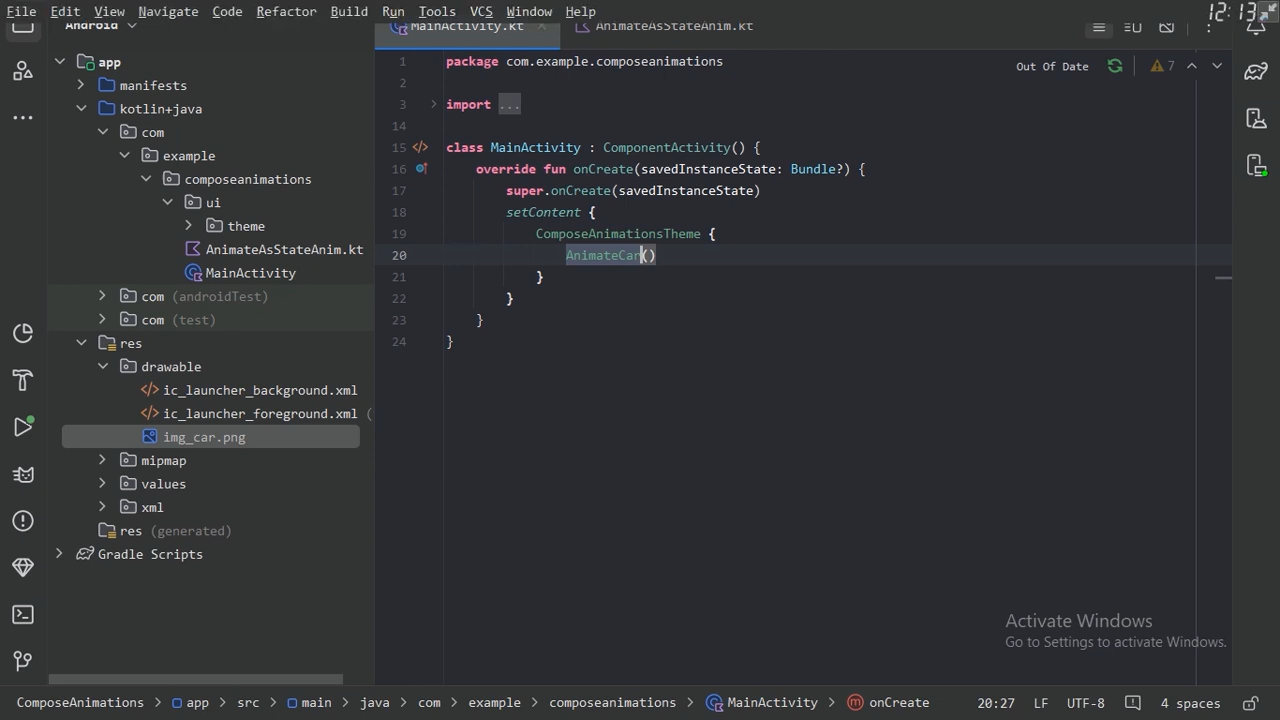 File Edit View Navigate Code Refactor Build Run Tools VCS Window Help
12:13
Android
MainActivity.kt
AnimateAsStateAnim.kt
app
manifests
kotlin+java
com
example
composeanimations
ui
theme
AnimateAsStateAnim.kt
MainActivity
com (androidTest)
com (test)
res
drawable
ic_launcher_background.xml
ic_launcher_foreground.xml (
img_car.png
mipmap
values
xml
res (generated)
Gradle Scripts
Out Of Date
7
1 package com.example.composeanimations
2
3 import ...
14
15 class MainActivity : ComponentActivity() {
16 override fun onCreate(savedInstanceState: Bundle?) {
17 super.onCreate(savedInstanceState)
18 setContent {
19 ComposeAnimationsTheme {
20 AnimateCar()
21 }
22 }
23 }
24 }
Activate Windows
Go to Settings to activate Windows.
ComposeAnimations app src main java com example composeanimations MainActivity onCreate 20:27 LF UTF-8 4 spaces